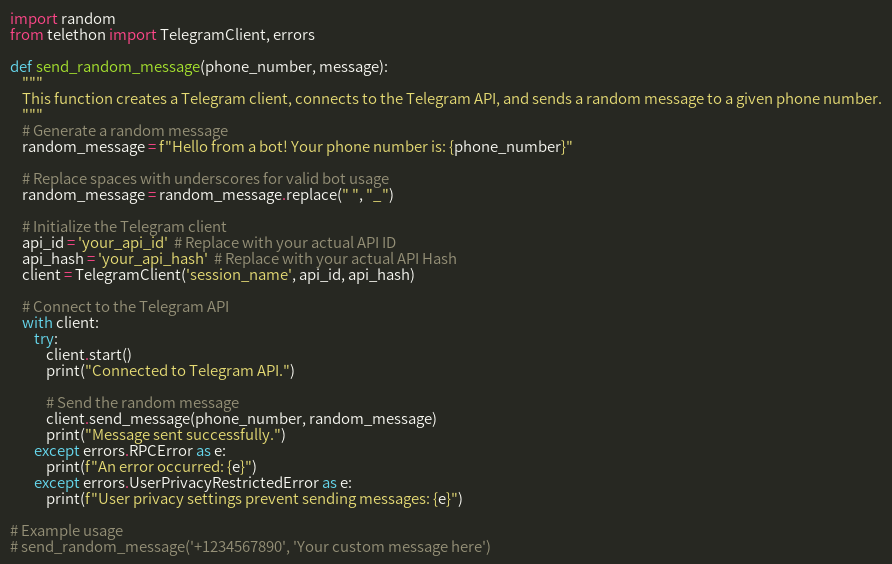 import random
from telethon import TelegramClient, errors

def send_random_message(phone_number, message):
    """
    This function creates a Telegram client, connects to the Telegram API, and sends a random message to a given phone number.
    """
    # Generate a random message
    random_message = f"Hello from a bot! Your phone number is: {phone_number}"

    # Replace spaces with underscores for valid bot usage
    random_message = random_message.replace(" ", "_")

    # Initialize the Telegram client
    api_id = 'your_api_id'  # Replace with your actual API ID
    api_hash = 'your_api_hash'  # Replace with your actual API Hash
    client = TelegramClient('session_name', api_id, api_hash)

    # Connect to the Telegram API
    with client:
        try:
            client.start()
            print("Connected to Telegram API.")

            # Send the random message
            client.send_message(phone_number, random_message)
            print("Message sent successfully.")
        except errors.RPCError as e:
            print(f"An error occurred: {e}")
        except errors.UserPrivacyRestrictedError as e:
            print(f"User privacy settings prevent sending messages: {e}")

# Example usage
# send_random_message('+1234567890', 'Your custom message here')